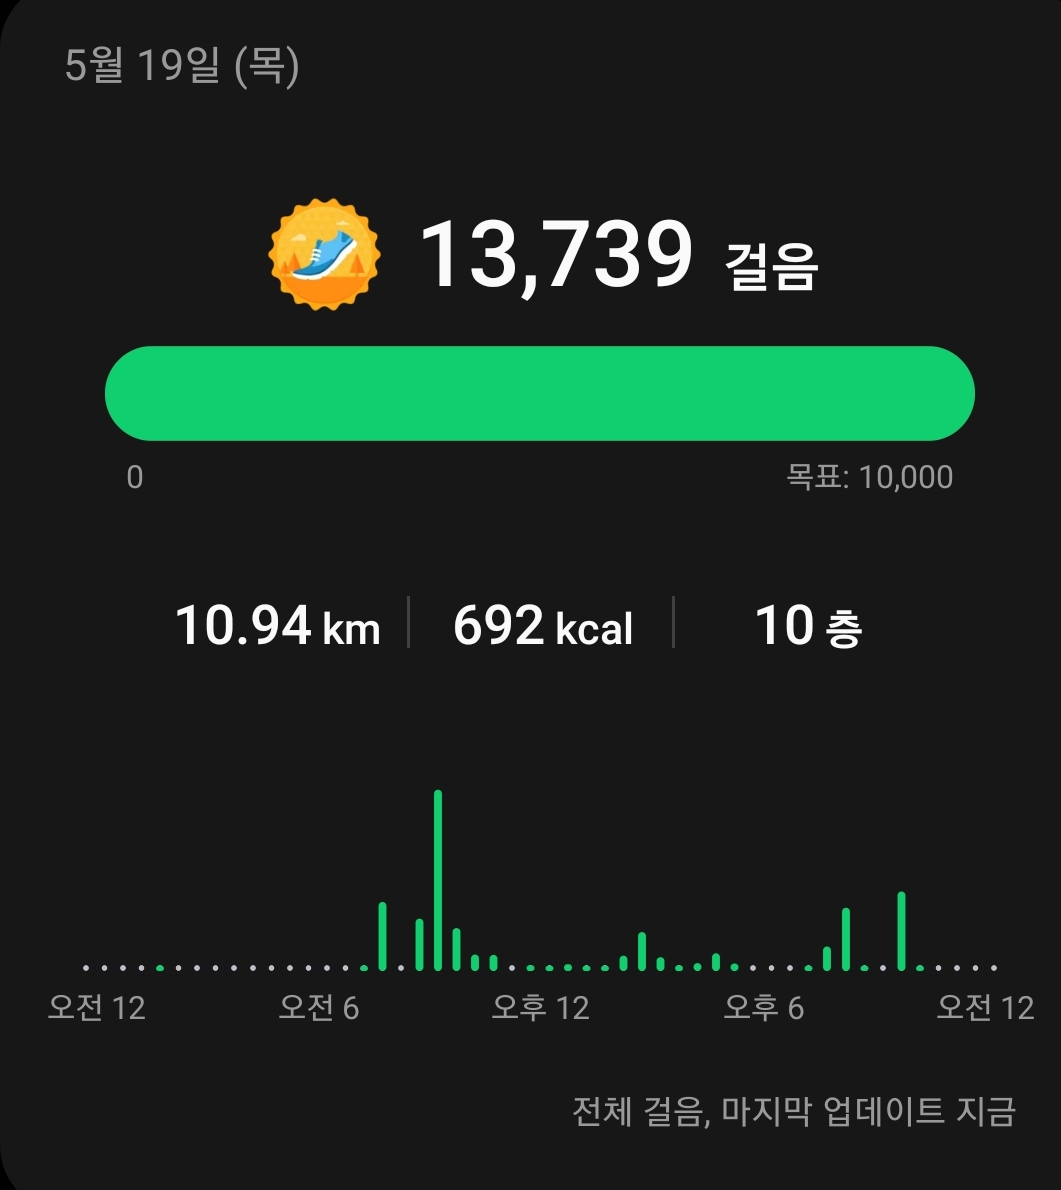 5월 19일 (목)
13,739 걸음
0 목표: 10,000
10.94 km 692 kcal 10 층
오전 12 오전 6 오후 12 오후 6 오전 12
전체 걸음, 마지막 업데이트 지금